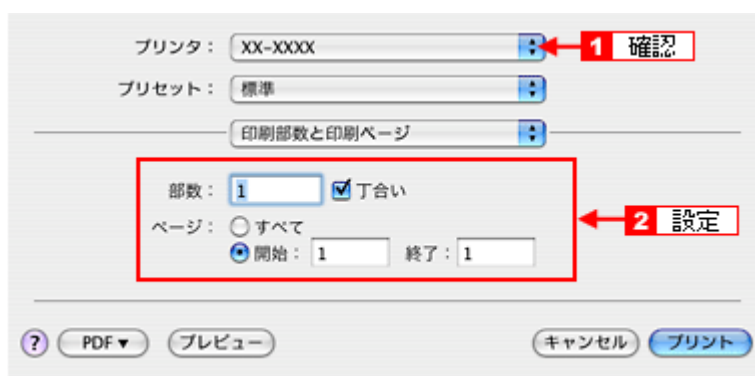 プリンタ： XX-XXXX 1 確認
プリセット： 標準
印刷部数と印刷ページ
部数： 1 丁合い
ページ： すべて
開始： 1 終了： 1
2 設定
? PDF▼ プレビュー キャンセル プリント